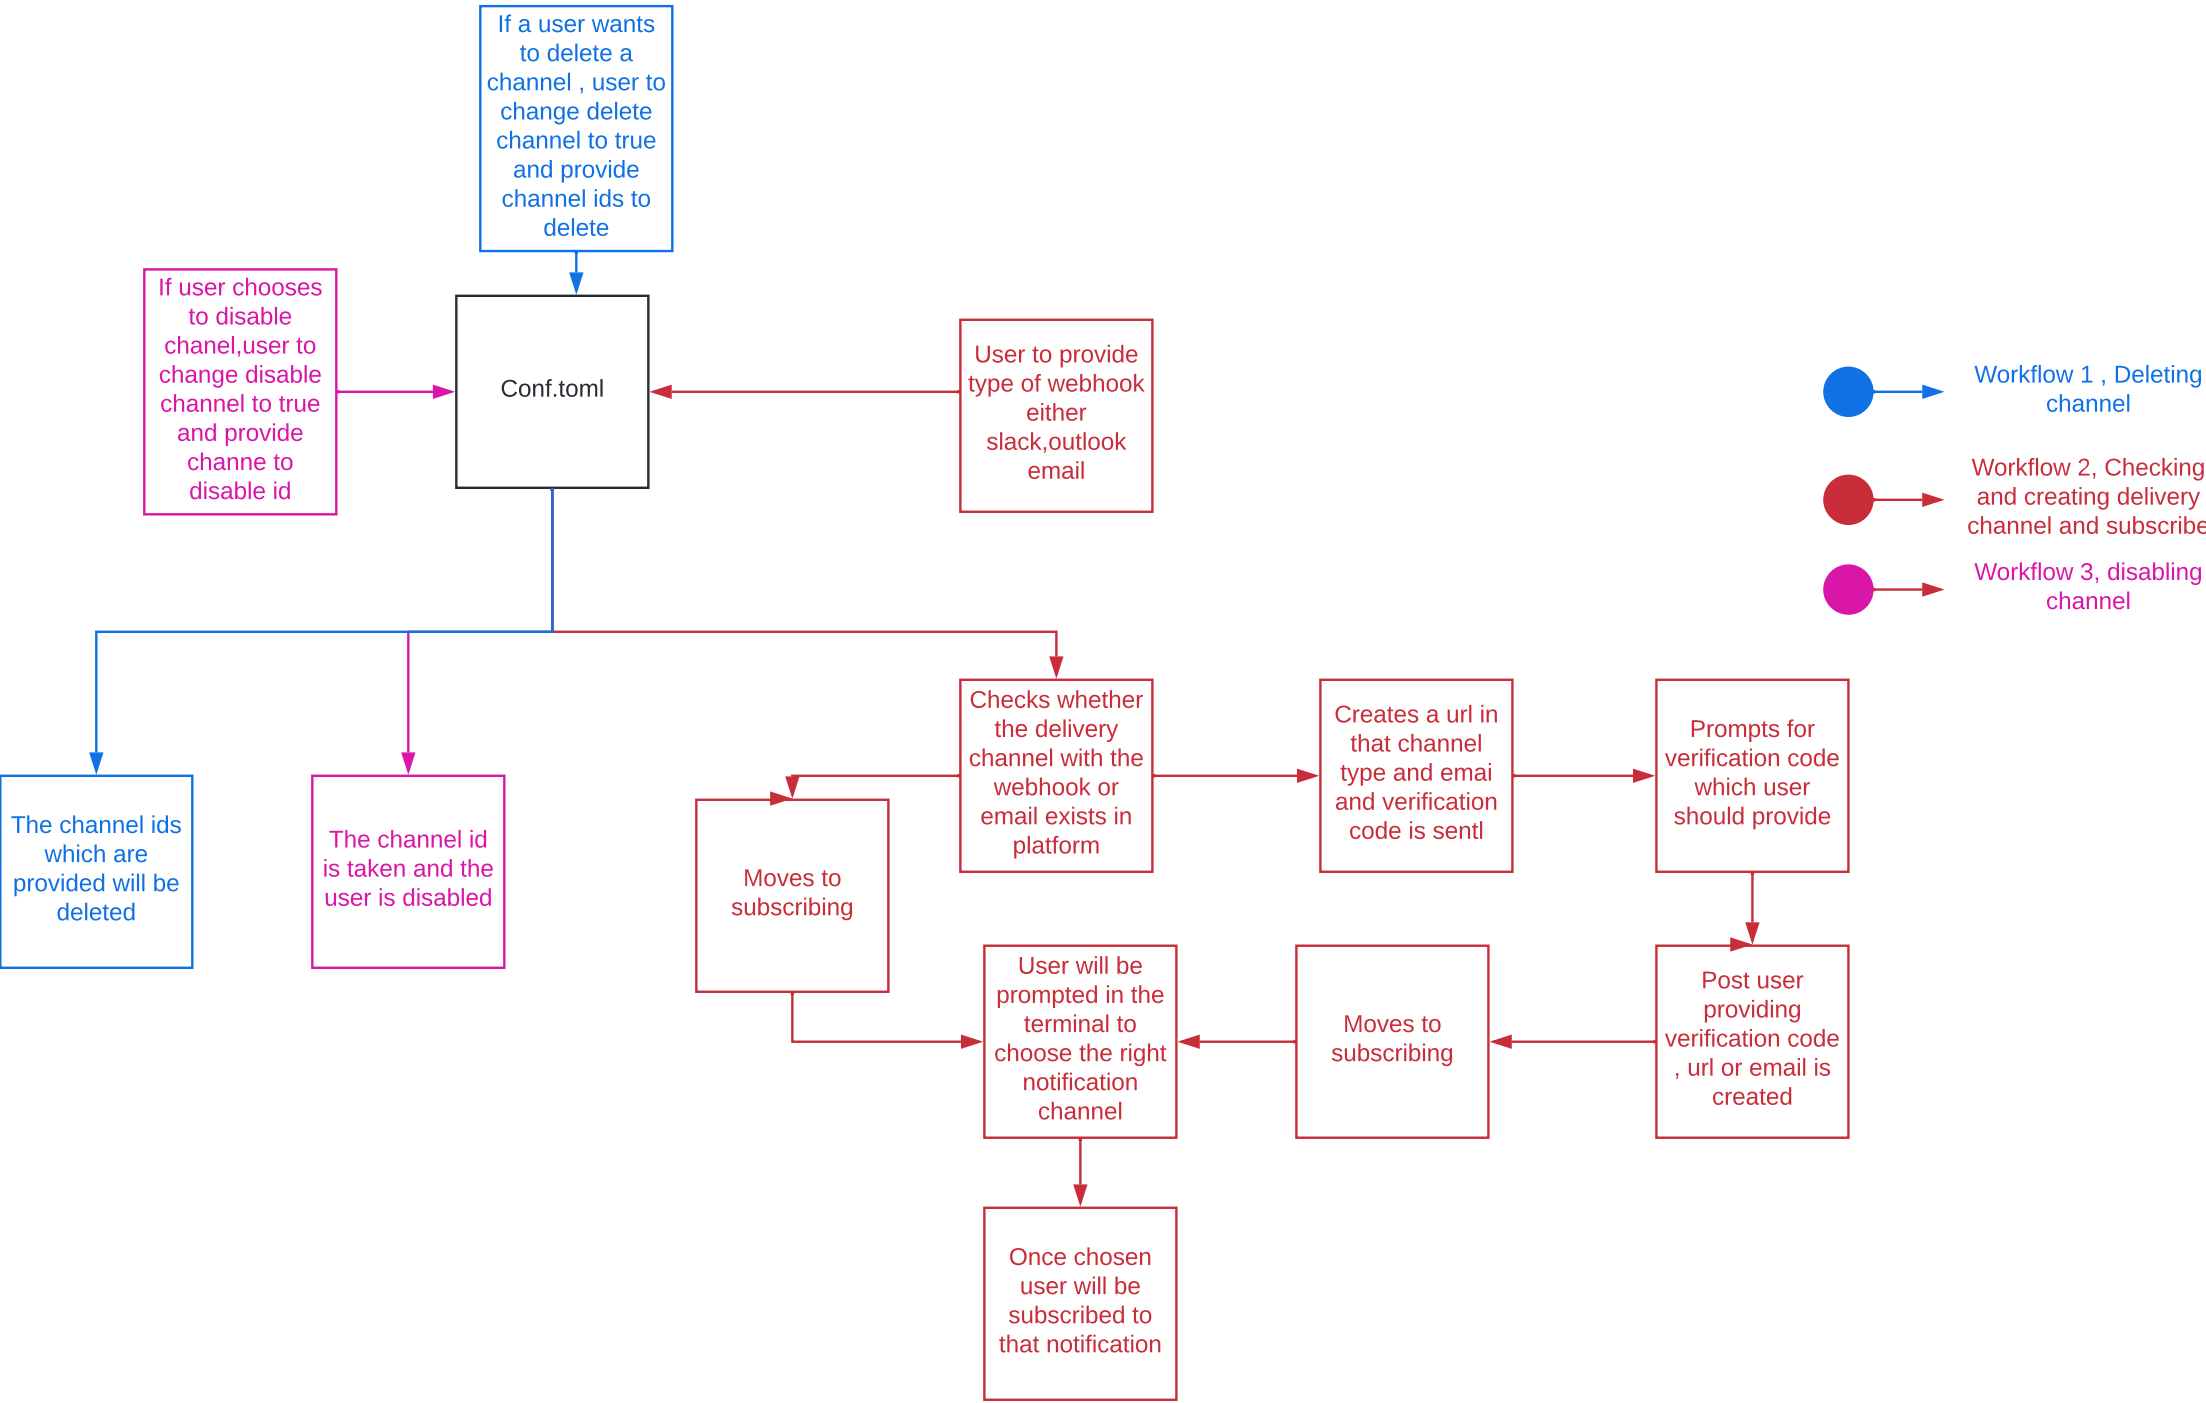 If a user wants
to delete a
channel , user to
change delete
channel to true
and provide
channel ids to
delete
If user chooses
to disable
chanel,user to
change disable
channel to true
and provide
channe to
disable id
Conf.toml
User to provide
type of webhook
either
slack,outlook
email
Workflow 1 , Deleting
channel
Workflow 2, Checking
and creating delivery
channel and subscribe
Workflow 3, disabling
channel
The channel ids
which are
provided will be
deleted
The channel id
is taken and the
user is disabled
Moves to
subscribing
Checks whether
the delivery
channel with the
webhook or
email exists in
platform
Creates a url in
that channel
type and emai
and verification
code is sentl
Prompts for
verification code
which user
should provide
User will be
prompted in the
terminal to
choose the right
notification
channel
Moves to
subscribing
Post user
providing
verification code
, url or email is
created
Once chosen
user will be
subscribed to
that notification